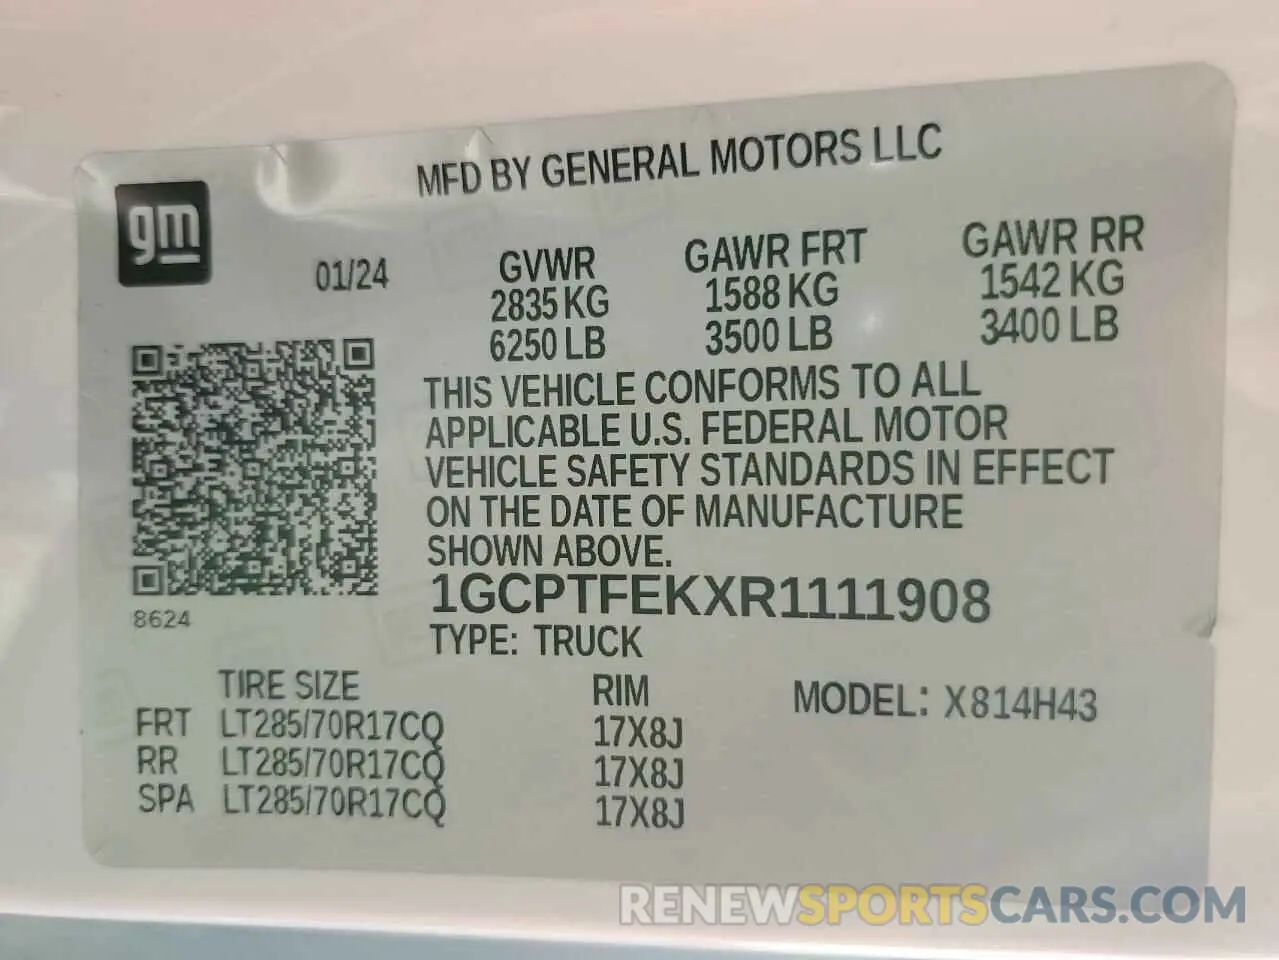 MFD BY GENERAL MOTORS LLC
gm
01/24
GVWR GAWR FRT GAWR RR
2835 KG 1588 KG 1542 KG
6250 LB 3500 LB 3400 LB
THIS VEHICLE CONFORMS TO ALL
APPLICABLE U.S. FEDERAL MOTOR
VEHICLE SAFETY STANDARDS IN EFFECT
ON THE DATE OF MANUFACTURE
SHOWN ABOVE.
1GCPTFEKXR1111908
8624
TYPE: TRUCK
TIRE SIZE RIM MODEL: X814H43
FRT LT285/70R17CQ 17X8J
RR LT285/70R17CQ 17X8J
SPA LT285/70R17CQ 17X8J
RENEWSPORTSCARS.COM